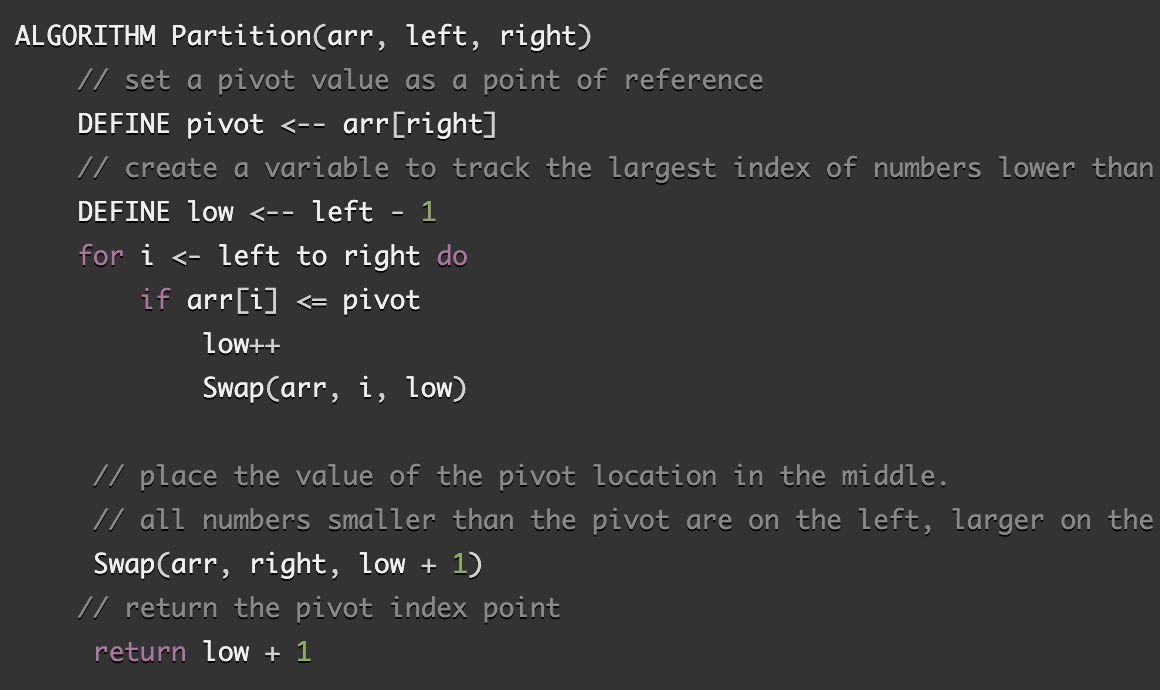 ALGORITHM Partition(arr, left, right)
// set a pivot value as a point of reference
DEFINE pivot <-- arr[right]
// create a variable to track the largest index of numbers lower than
DEFINE low <-- left - 1
for i <- left to right do
if arr[i] <= pivot
low++
Swap(arr, i, low)
// place the value of the pivot location in the middle.
// all numbers smaller than the pivot are on the left, larger on the
Swap(arr, right, low + 1)
// return the pivot index point
return low + 1